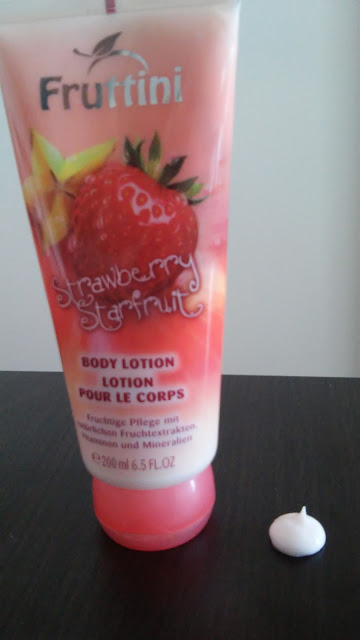 Fruttini
Strawberry
Starfruit
BODY LOTION
LOTION
POUR LE CORPS
Fruchtige Pflege mit
natürlichen Fruchtextrakten,
Vitaminen und Mineralien
℮ 200 ml 6.5 FL.OZ